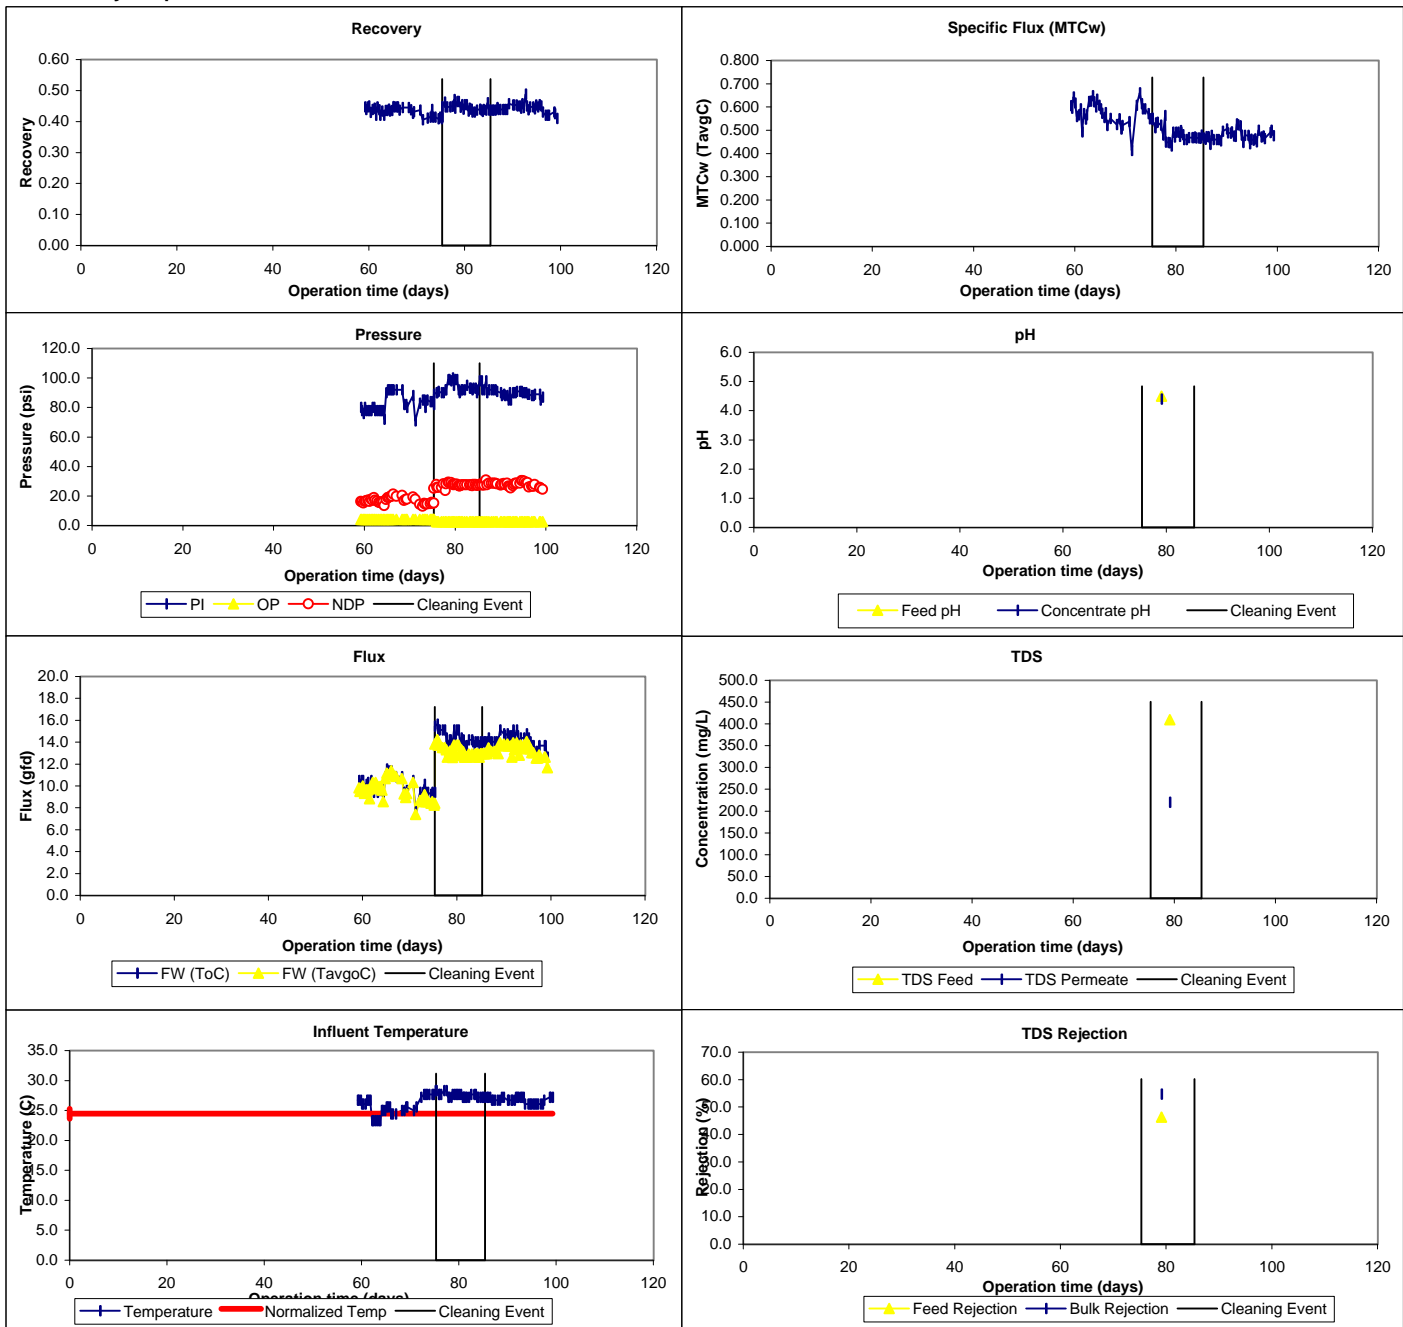 Recovery
0.60
0.50
0.40
0.30
0.20
0.10
0.00
Recovery
0 20 40 60 80 100 120
Operation time (days)
Specific Flux (MTCw)
0.800
0.700
0.600
0.500
0.400
0.300
0.200
0.100
0.000
MTCw (TavgC)
0 20 40 60 80 100 120
Operation time (days)
Pressure
120.0
100.0
80.0
60.0
40.0
20.0
0.0
Pressure (psi)
0 20 40 60 80 100 120
Operation time (days)
PI OP NDP Cleaning Event
pH
6.0
5.0
4.0
3.0
2.0
1.0
0.0
pH
0 20 40 60 80 100 120
Operation time (days)
Feed pH Concentrate pH Cleaning Event
Flux
20.0
18.0
16.0
14.0
12.0
10.0
8.0
6.0
4.0
2.0
0.0
Flux (gfd)
0 20 40 60 80 100 120
Operation time (days)
FW (ToC) FW (TavgoC) Cleaning Event
TDS
500.0
450.0
400.0
350.0
300.0
250.0
200.0
150.0
100.0
50.0
0.0
Concentration (mg/L)
0 20 40 60 80 100 120
Operation time (days)
TDS Feed TDS Permeate Cleaning Event
Influent Temperature
35.0
30.0
25.0
20.0
15.0
10.0
5.0
0.0
Temperature (C)
0 20 40 60 80 100 120
Operation time (days)
Temperature Normalized Temp Cleaning Event
TDS Rejection
70.0
60.0
50.0
40.0
30.0
20.0
10.0
0.0
Rejection (%)
0 20 40 60 80 100 120
Operation time (days)
Feed Rejection Bulk Rejection Cleaning Event